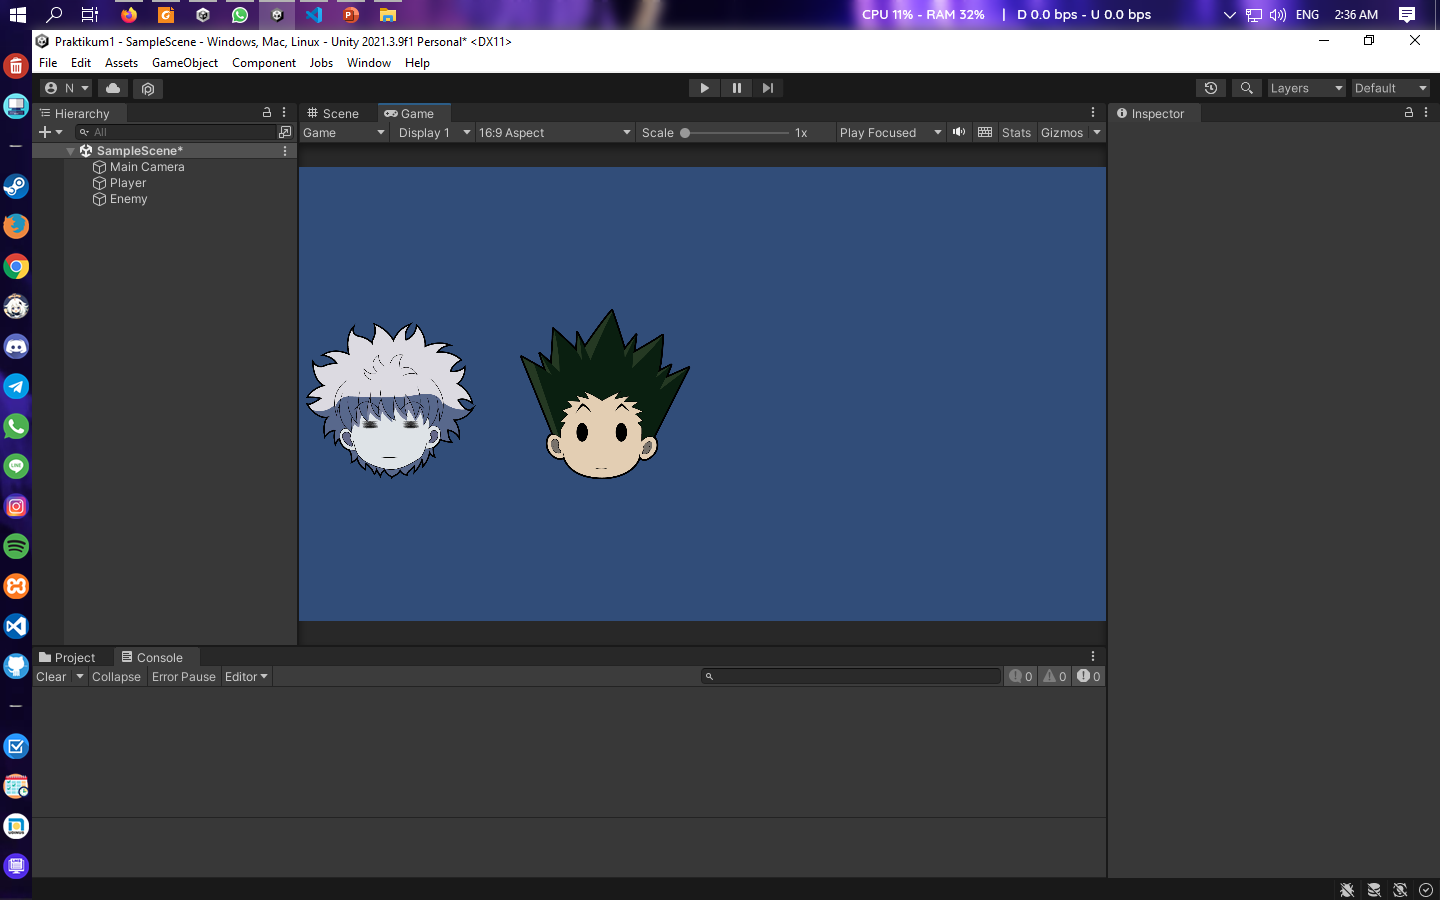 CPU 11% - RAM 32% | D 0.0 bps - U 0.0 bps
ENG 2:36 AM
Praktikum1 - SampleScene - Windows, Mac, Linux - Unity 2021.3.9f1 Personal* <DX11>
File Edit Assets GameObject Component Jobs Window Help
N
Layers Default
Hierarchy
Scene Game
Inspector
All
Game Display 1 16:9 Aspect Scale 1x Play Focused Stats Gizmos
SampleScene*
Main Camera
Player
Enemy
Project Console
Clear Collapse Error Pause Editor
0 0 0